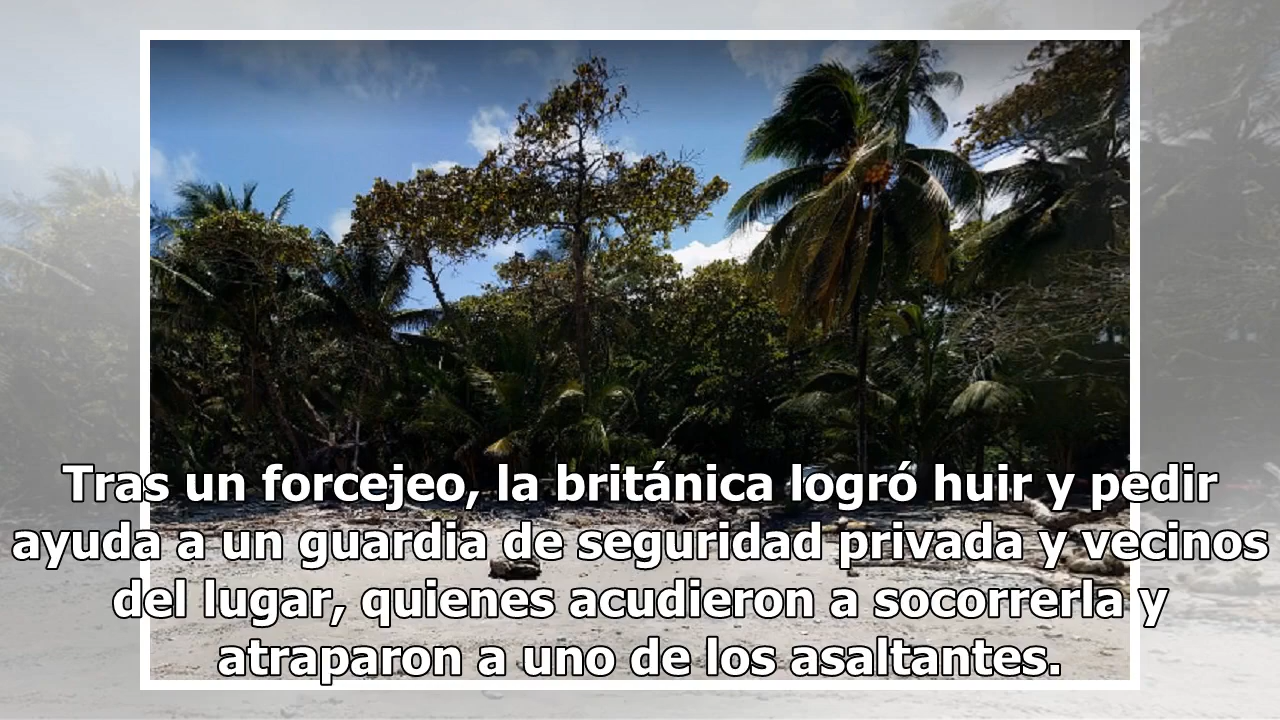 Tras un forcejeo, la británica logró huir y pedir
ayuda a un guardia de seguridad privada y vecinos
del lugar, quienes acudieron a socorrerla y
atraparon a uno de los asaltantes.